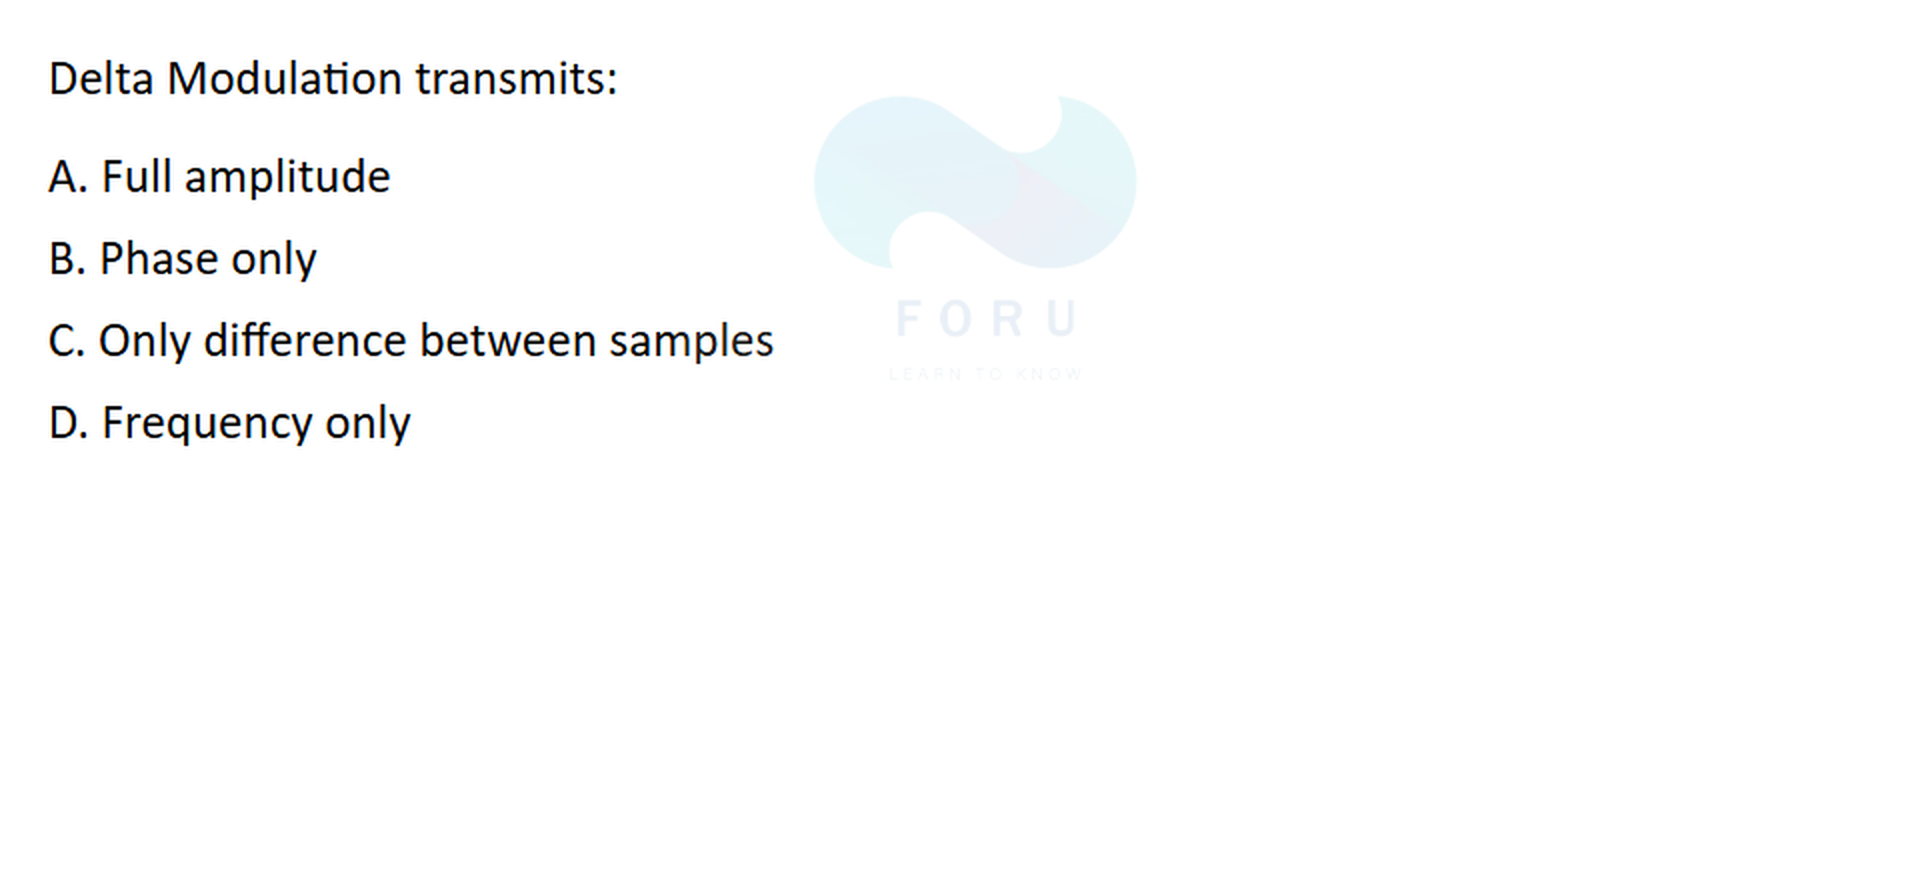 Delta Modulation transmits:
A. Full amplitude
B. Phase only
C. Only difference between samples
D. Frequency only
FORU
LEARN TO KNOW